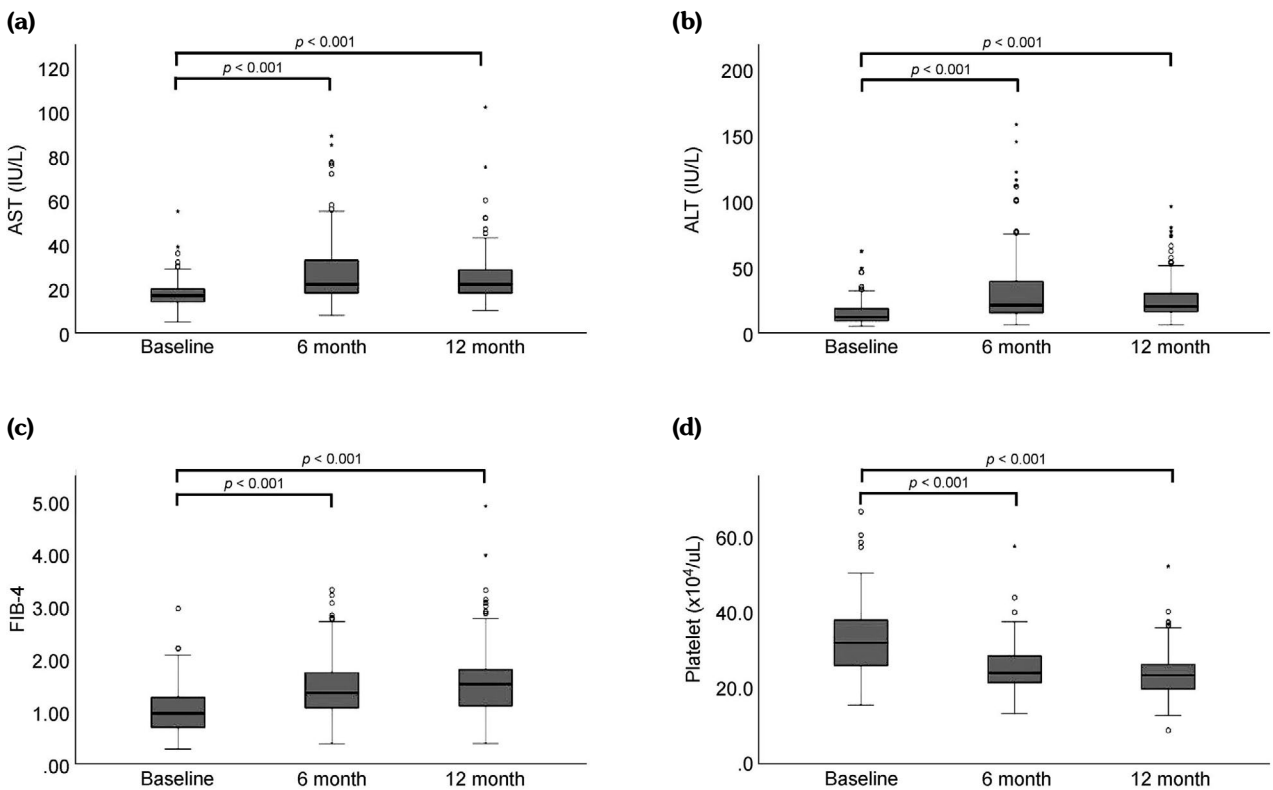 (a)
p < 0.001
p < 0.001
AST (IU/L)
120
100
80
60
40
20
0
Baseline 6 month 12 month
(b)
p < 0.001
p < 0.001
ALT (IU/L)
200
150
100
50
0
Baseline 6 month 12 month
(c)
p < 0.001
p < 0.001
FIB-4
5.00
4.00
3.00
2.00
1.00
.00
Baseline 6 month 12 month
(d)
p < 0.001
p < 0.001
Platelet (x10⁴/uL)
60.0
40.0
20.0
.0
Baseline 6 month 12 month